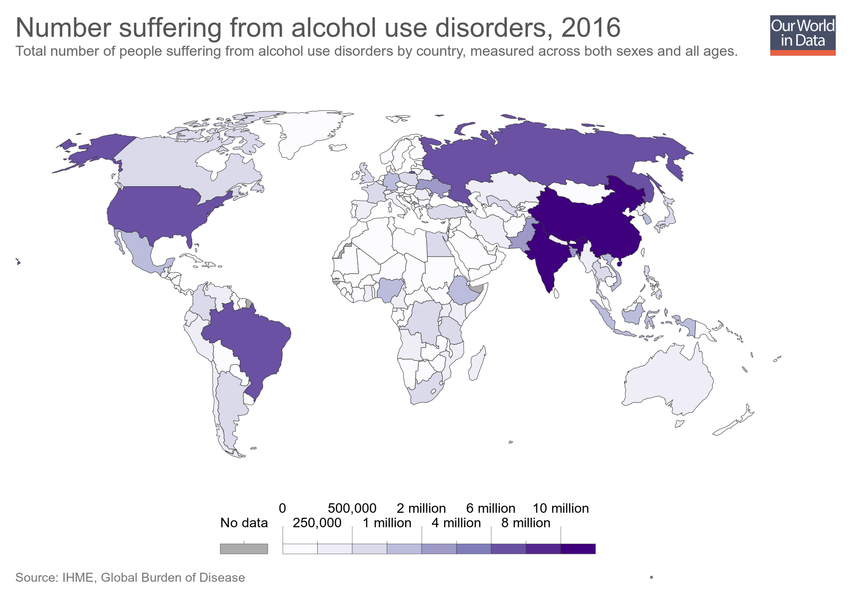 Number suffering from alcohol use disorders, 2016
Total number of people suffering from alcohol use disorders by country, measured across both sexes and all ages.
Our World
in Data
0 500,000 2 million 6 million 10 million
No data 250,000 1 million 4 million 8 million
Source: IHME, Global Burden of Disease